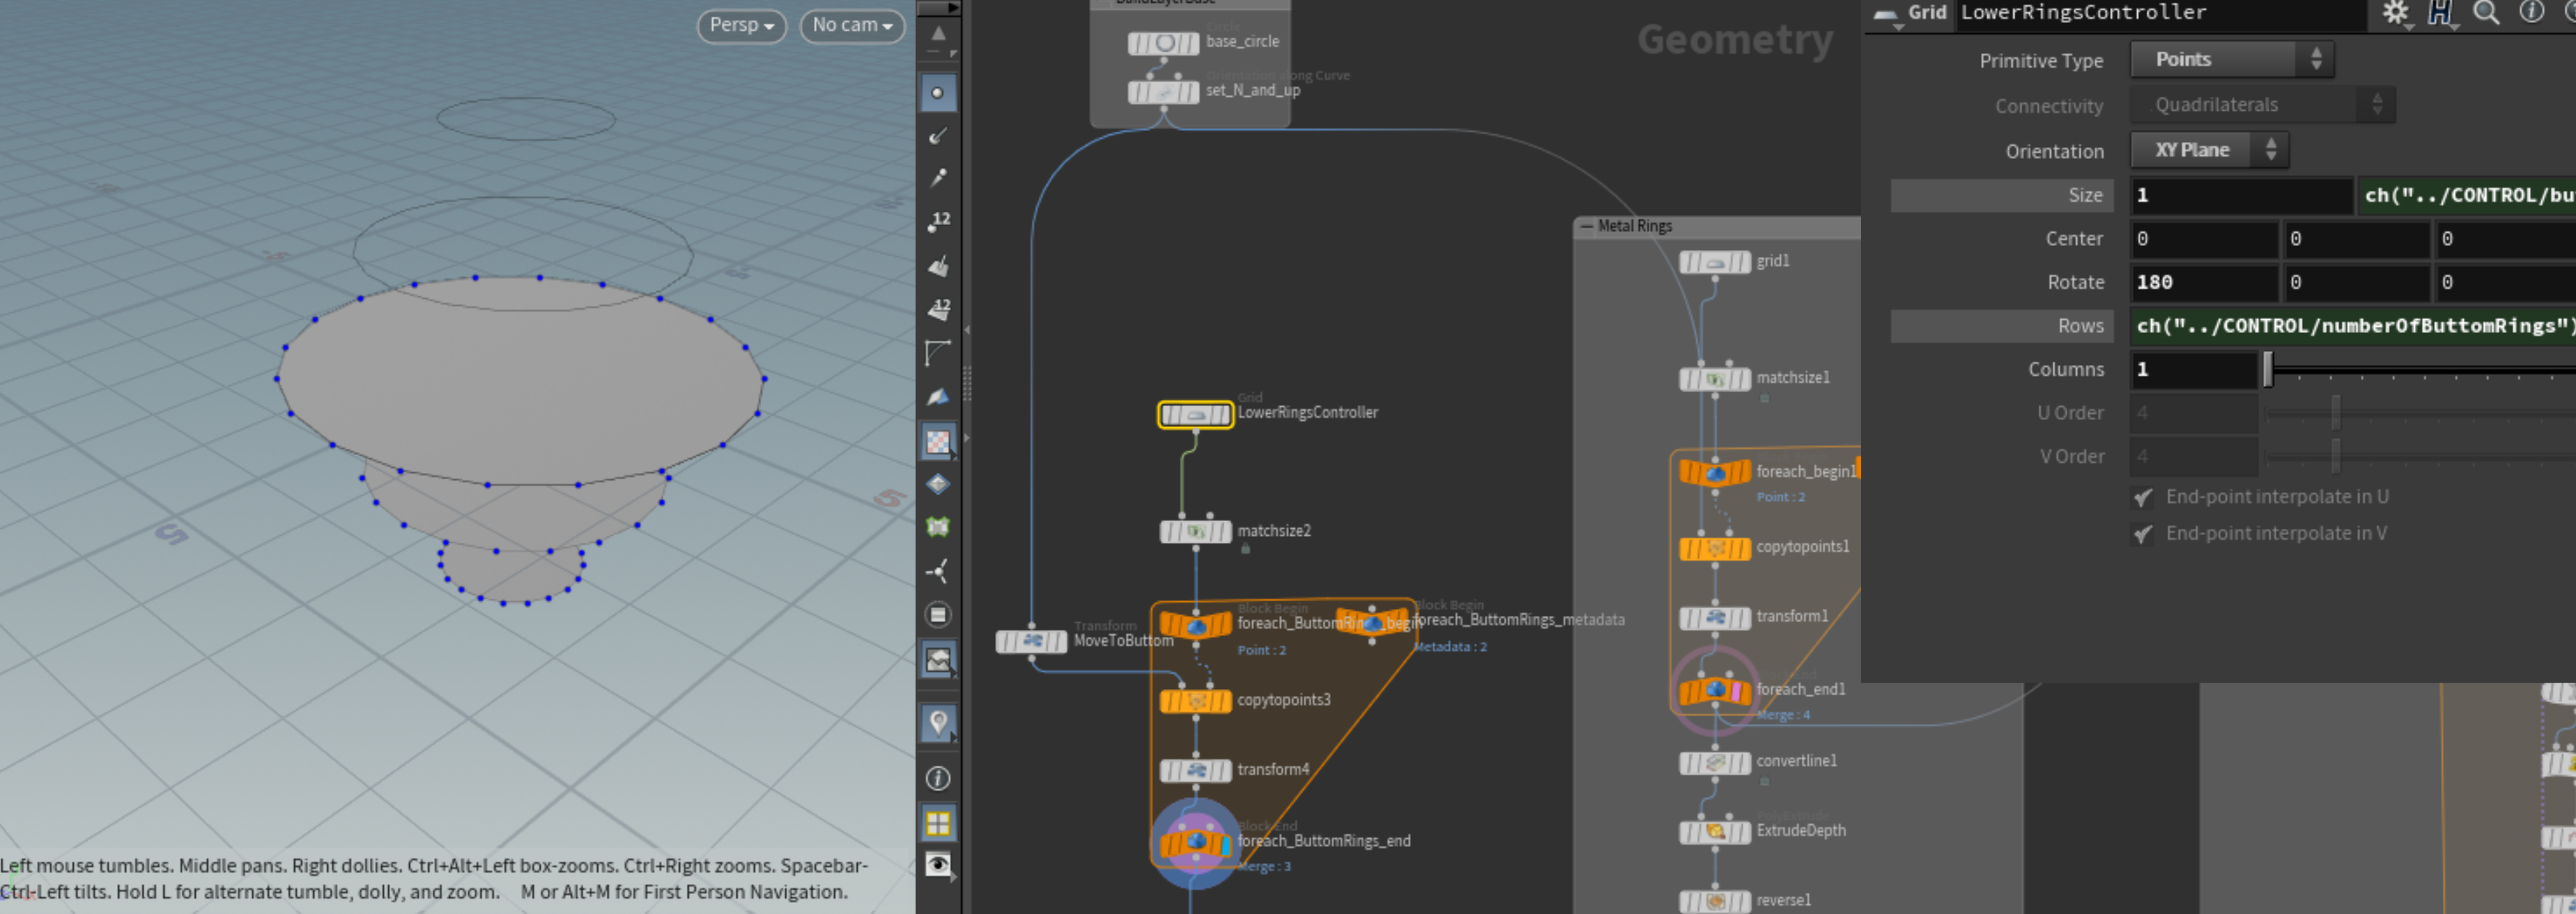 Persp
No cam
5
5
Left mouse tumbles. Middle pans. Right dollies. Ctrl+Alt+Left box-zooms. Ctrl+Right zooms. Spacebar-
Ctrl-Left tilts. Hold L for alternate tumble, dolly, and zoom. M or Alt+M for First Person Navigation.
12
12
BuildLayerBase
Circle
base_circle
Orientation along Curve
set_N_and_up
Geometry
Grid
LowerRingsController
matchsize2
Transform
MoveToButtom
Block Begin
foreach_ButtomRings_begin
Point : 2
Block Begin
foreach_ButtomRings_metadata
Metadata : 2
copytopoints3
transform4
Block End
foreach_ButtomRings_end
Merge : 3
Metal Rings
grid1
matchsize1
foreach_begin1
Point : 2
copytopoints1
transform1
foreach_end1
Merge : 4
convertline1
PolyExtrude
ExtrudeDepth
reverse1
Grid LowerRingsController
Primitive Type Points
Connectivity Quadrilaterals
Orientation XY Plane
Size 1 ch("../CONTROL/bu
Center 0 0 0
Rotate 180 0 0
Rows ch("../CONTROL/numberOfButtomRings")
Columns 1
U Order 4
V Order 4
End-point interpolate in U
End-point interpolate in V